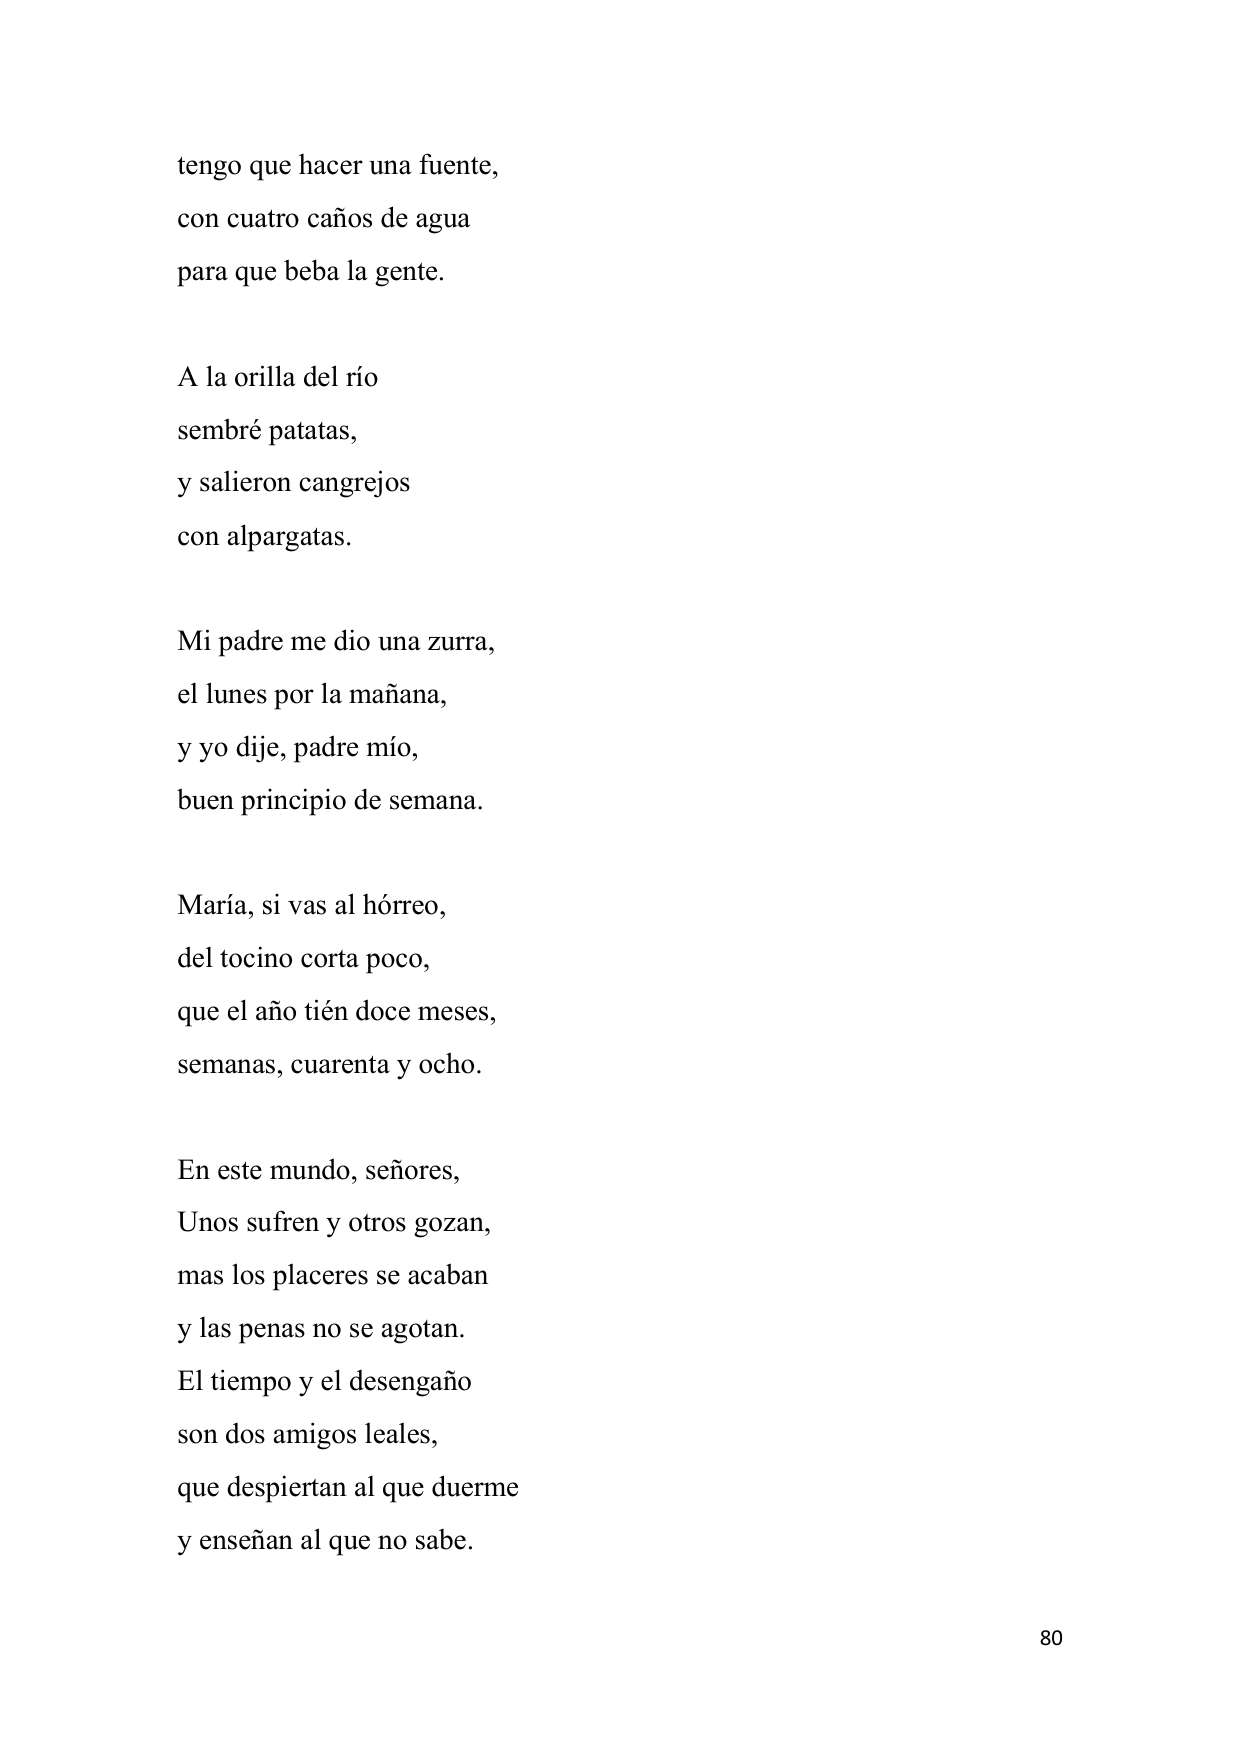 tengo que hacer una fuente,
con cuatro caños de agua
para que beba la gente.
A la orilla del río
sembré patatas,
y salieron cangrejos
con alpargatas.
Mi padre me dio una zurra,
el lunes por la mañana,
y yo dije, padre mío,
buen principio de semana.
María, si vas al hórreo,
del tocino corta poco,
que el año tién doce meses,
semanas, cuarenta y ocho.
En este mundo, señores,
Unos sufren y otros gozan,
mas los placeres se acaban
y las penas no se agotan.
El tiempo y el desengaño
son dos amigos leales,
que despiertan al que duerme
y enseñan al que no sabe.
80